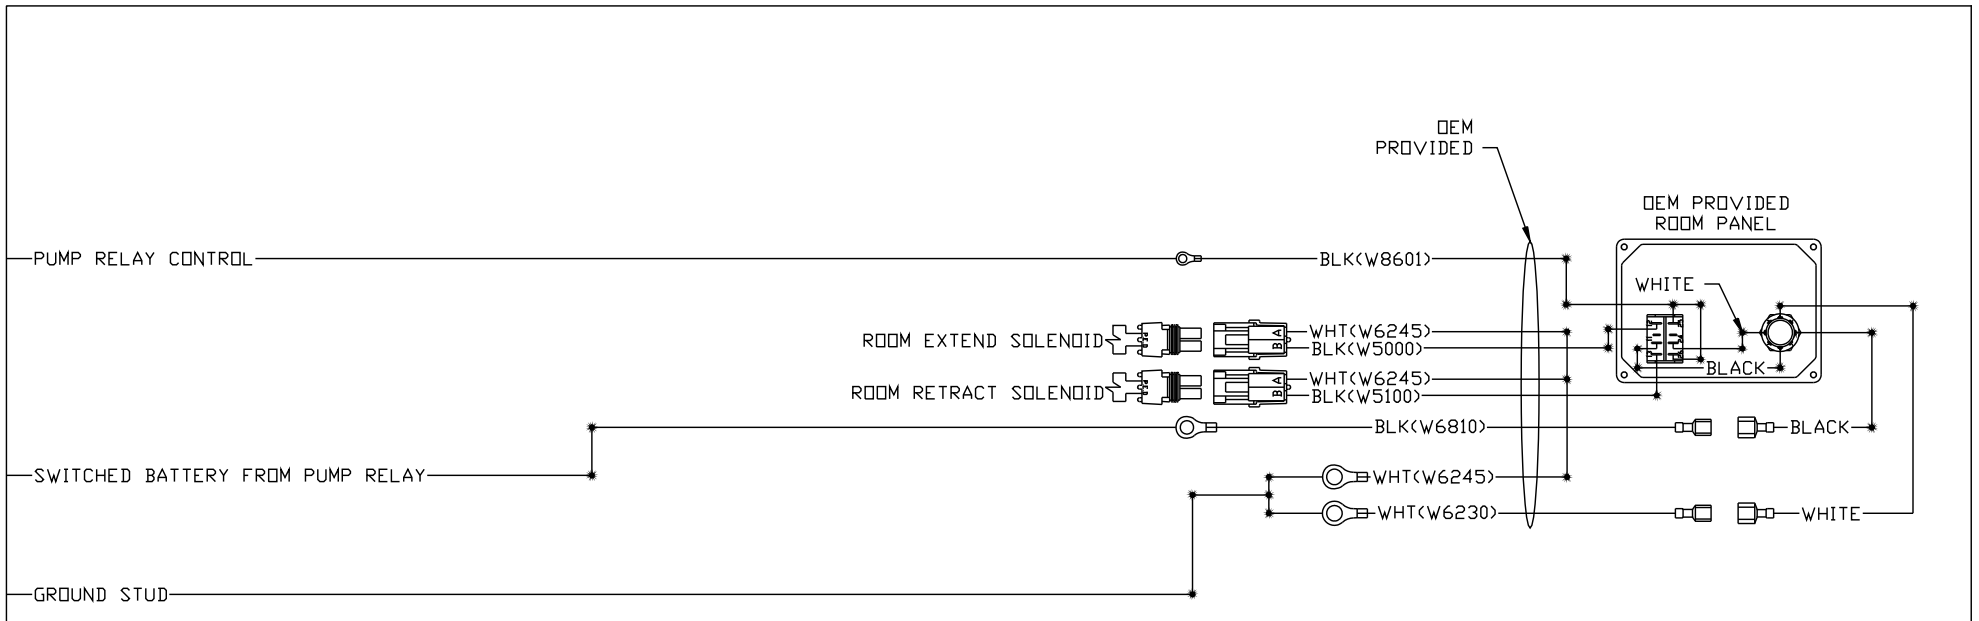 OEM
PROVIDED
OEM PROVIDED
ROOM PANEL
PUMP RELAY CONTROL
BLK(W8601)
WHITE
ROOM EXTEND SOLENOID
A
B
WHT(W6245)
BLK(W5000)
BLACK
ROOM RETRACT SOLENOID
A
B
WHT(W6245)
BLK(W5100)
BLK(W6810)
BLACK
SWITCHED BATTERY FROM PUMP RELAY
WHT(W6245)
WHT(W6230)
WHITE
GROUND STUD